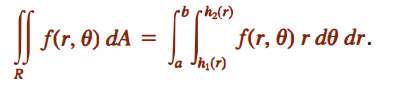 ∬_R f(r, θ) dA = ∫_a^b ∫_{h₁(r)}^{h₂(r)} f(r, θ) r dθ dr.